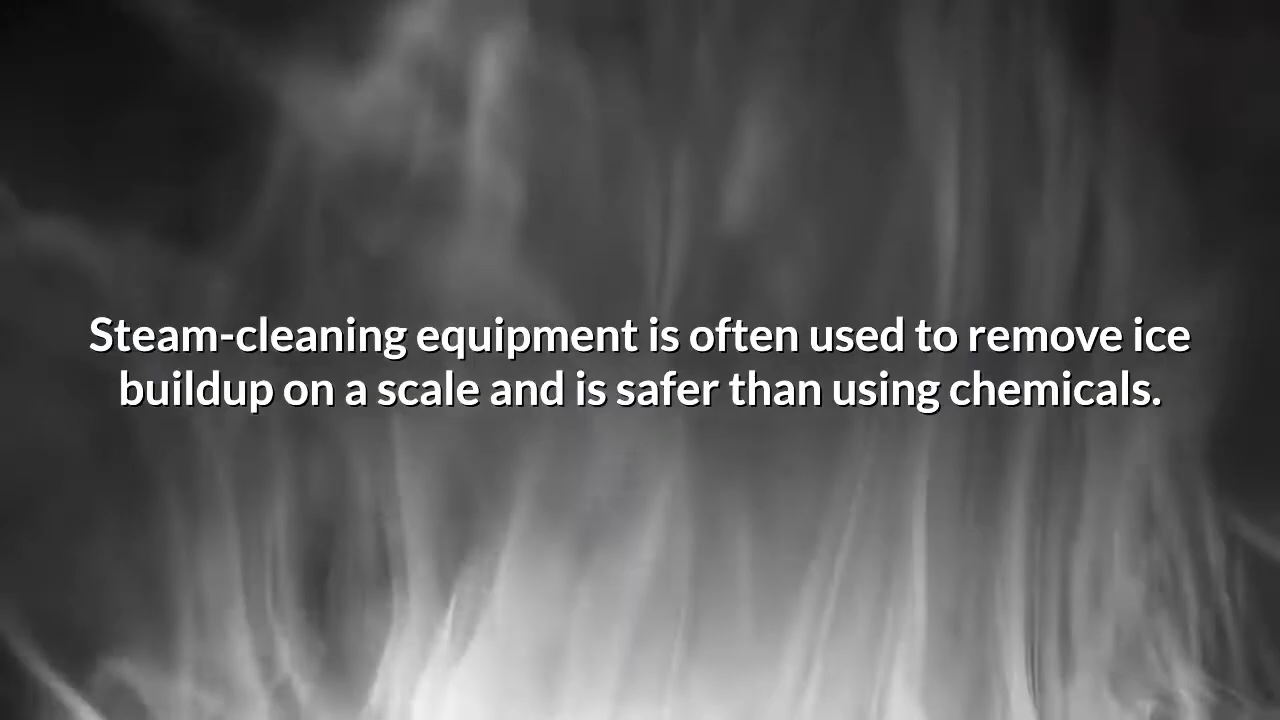 Steam-cleaning equipment is often used to remove ice
buildup on a scale and is safer than using chemicals.